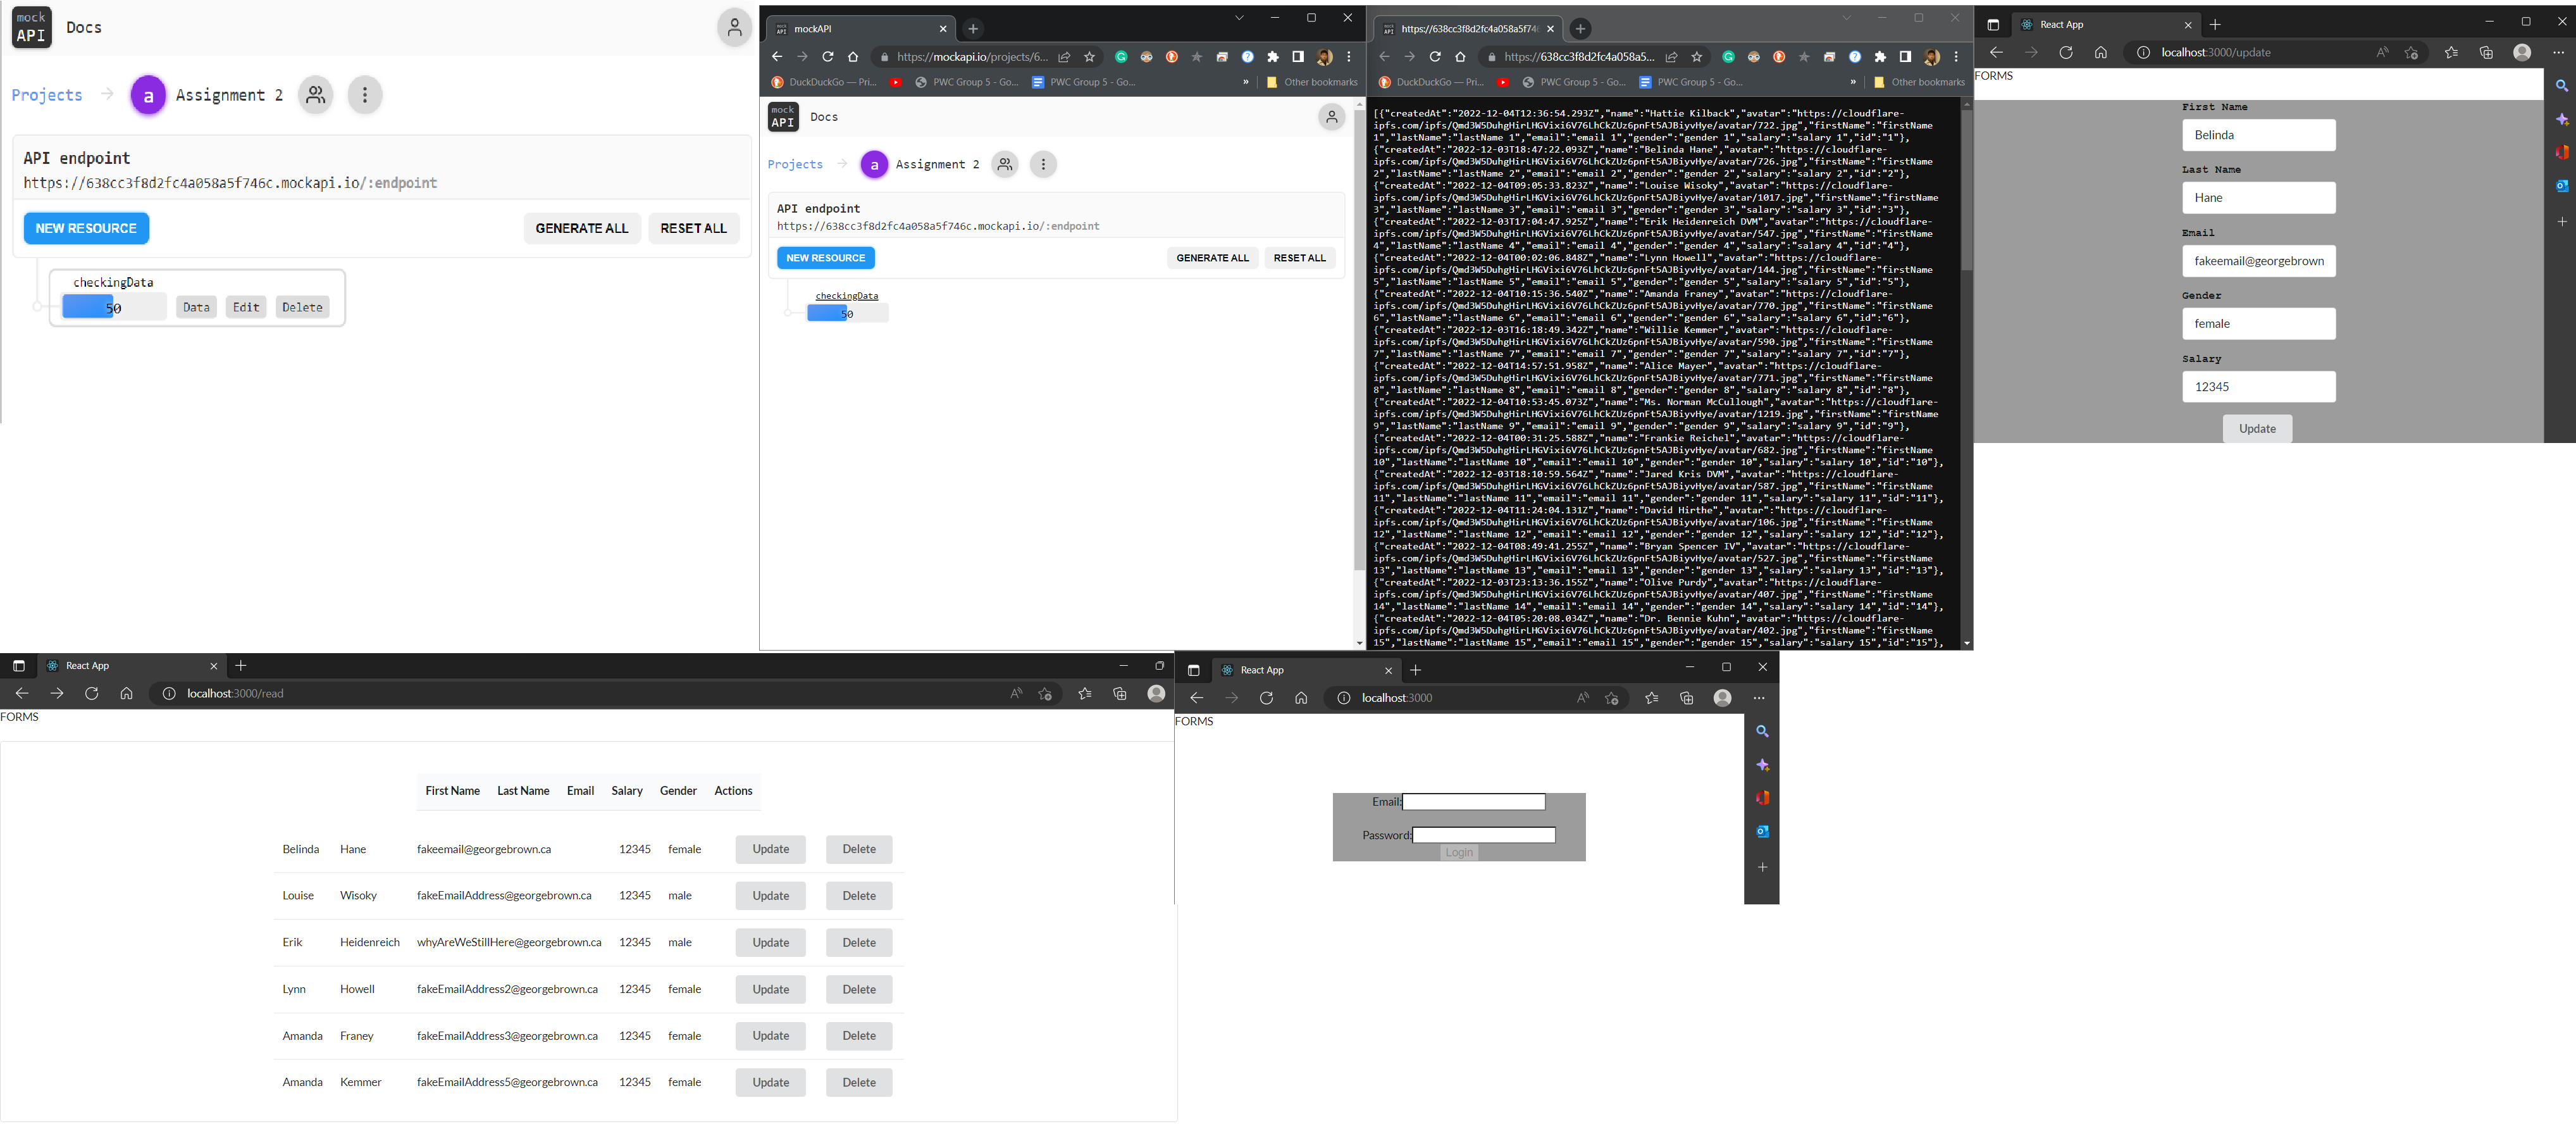 mock
API
Docs
Projects
a
Assignment 2
API endpoint
https://638cc3f8d2fc4a058a5f746c.mockapi.io/:endpoint
NEW RESOURCE
GENERATE ALL
RESET ALL
checkingData
50
Data
Edit
Delete
mockAPI
https://mockapi.io/projects/6...
DuckDuckGo — Pri...
PWC Group 5 - Go...
PWC Group 5 - Go...
»
Other bookmarks
mock
API
Docs
Projects
a
Assignment 2
API endpoint
https://638cc3f8d2fc4a058a5f746c.mockapi.io/:endpoint
NEW RESOURCE
GENERATE ALL
RESET ALL
checkingData
50
https://638cc3f8d2fc4a058a5f74
https://638cc3f8d2fc4a058a5...
DuckDuckGo — Pri...
PWC Group 5 - Go...
PWC Group 5 - Go...
»
Other bookmarks
[{"createdAt":"2022-12-04T12:36:54.293Z","name":"Hattie Kilback","avatar":"https://cloudflare-
ipfs.com/ipfs/Qmd3W5DuhgHirLHGVixi6V76LhCkZUz6pnFt5AJBiyvHye/avatar/722.jpg","firstName":"firstName
1","lastName":"lastName 1","email":"email 1","gender":"gender 1","salary":"salary 1","id":"1"},
{"createdAt":"2022-12-03T18:47:22.093Z","name":"Belinda Hane","avatar":"https://cloudflare-
ipfs.com/ipfs/Qmd3W5DuhgHirLHGVixi6V76LhCkZUz6pnFt5AJBiyvHye/avatar/726.jpg","firstName":"firstName
2","lastName":"lastName 2","email":"email 2","gender":"gender 2","salary":"salary 2","id":"2"},
{"createdAt":"2022-12-04T09:05:33.823Z","name":"Louise Wisoky","avatar":"https://cloudflare-
ipfs.com/ipfs/Qmd3W5DuhgHirLHGVixi6V76LhCkZUz6pnFt5AJBiyvHye/avatar/1017.jpg","firstName":"firstName
3","lastName":"lastName 3","email":"email 3","gender":"gender 3","salary":"salary 3","id":"3"},
{"createdAt":"2022-12-03T17:04:47.925Z","name":"Erik Heidenreich DVM","avatar":"https://cloudflare-
ipfs.com/ipfs/Qmd3W5DuhgHirLHGVixi6V76LhCkZUz6pnFt5AJBiyvHye/avatar/547.jpg","firstName":"firstName
4","lastName":"lastName 4","email":"email 4","gender":"gender 4","salary":"salary 4","id":"4"},
{"createdAt":"2022-12-04T00:02:06.848Z","name":"Lynn Howell","avatar":"https://cloudflare-
ipfs.com/ipfs/Qmd3W5DuhgHirLHGVixi6V76LhCkZUz6pnFt5AJBiyvHye/avatar/144.jpg","firstName":"firstName
5","lastName":"lastName 5","email":"email 5","gender":"gender 5","salary":"salary 5","id":"5"},
{"createdAt":"2022-12-04T10:15:36.540Z","name":"Amanda Franey","avatar":"https://cloudflare-
ipfs.com/ipfs/Qmd3W5DuhgHirLHGVixi6V76LhCkZUz6pnFt5AJBiyvHye/avatar/770.jpg","firstName":"firstName
6","lastName":"lastName 6","email":"email 6","gender":"gender 6","salary":"salary 6","id":"6"},
{"createdAt":"2022-12-03T16:18:49.342Z","name":"Willie Kemmer","avatar":"https://cloudflare-
ipfs.com/ipfs/Qmd3W5DuhgHirLHGVixi6V76LhCkZUz6pnFt5AJBiyvHye/avatar/590.jpg","firstName":"firstName
7","lastName":"lastName 7","email":"email 7","gender":"gender 7","salary":"salary 7","id":"7"},
{"createdAt":"2022-12-04T14:57:51.958Z","name":"Alice Mayer","avatar":"https://cloudflare-
ipfs.com/ipfs/Qmd3W5DuhgHirLHGVixi6V76LhCkZUz6pnFt5AJBiyvHye/avatar/771.jpg","firstName":"firstName
8","lastName":"lastName 8","email":"email 8","gender":"gender 8","salary":"salary 8","id":"8"},
{"createdAt":"2022-12-04T10:53:45.073Z","name":"Ms. Norman McCullough","avatar":"https://cloudflare-
ipfs.com/ipfs/Qmd3W5DuhgHirLHGVixi6V76LhCkZUz6pnFt5AJBiyvHye/avatar/1219.jpg","firstName":"firstName
9","lastName":"lastName 9","email":"email 9","gender":"gender 9","salary":"salary 9","id":"9"},
{"createdAt":"2022-12-04T00:31:25.588Z","name":"Frankie Reichel","avatar":"https://cloudflare-
ipfs.com/ipfs/Qmd3W5DuhgHirLHGVixi6V76LhCkZUz6pnFt5AJBiyvHye/avatar/682.jpg","firstName":"firstName
10","lastName":"lastName 10","email":"email 10","gender":"gender 10","salary":"salary 10","id":"10"},
{"createdAt":"2022-12-03T18:10:59.564Z","name":"Jared Kris DVM","avatar":"https://cloudflare-
ipfs.com/ipfs/Qmd3W5DuhgHirLHGVixi6V76LhCkZUz6pnFt5AJBiyvHye/avatar/587.jpg","firstName":"firstName
11","lastName":"lastName 11","email":"email 11","gender":"gender 11","salary":"salary 11","id":"11"},
{"createdAt":"2022-12-04T11:24:04.131Z","name":"David Hirthe","avatar":"https://cloudflare-
ipfs.com/ipfs/Qmd3W5DuhgHirLHGVixi6V76LhCkZUz6pnFt5AJBiyvHye/avatar/106.jpg","firstName":"firstName
12","lastName":"lastName 12","email":"email 12","gender":"gender 12","salary":"salary 12","id":"12"},
{"createdAt":"2022-12-04T08:49:41.255Z","name":"Bryan Spencer IV","avatar":"https://cloudflare-
ipfs.com/ipfs/Qmd3W5DuhgHirLHGVixi6V76LhCkZUz6pnFt5AJBiyvHye/avatar/527.jpg","firstName":"firstName
13","lastName":"lastName 13","email":"email 13","gender":"gender 13","salary":"salary 13","id":"13"},
{"createdAt":"2022-12-03T23:13:36.155Z","name":"Olive Purdy","avatar":"https://cloudflare-
ipfs.com/ipfs/Qmd3W5DuhgHirLHGVixi6V76LhCkZUz6pnFt5AJBiyvHye/avatar/407.jpg","firstName":"firstName
14","lastName":"lastName 14","email":"email 14","gender":"gender 14","salary":"salary 14","id":"14"},
{"createdAt":"2022-12-04T05:20:08.034Z","name":"Dr. Bennie Kuhn","avatar":"https://cloudflare-
ipfs.com/ipfs/Qmd3W5DuhgHirLHGVixi6V76LhCkZUz6pnFt5AJBiyvHye/avatar/402.jpg","firstName":"firstName
15","lastName":"lastName 15","email":"email 15","gender":"gender 15","salary":"salary 15","id":"15"},
React App
localhost:3000/update
FORMS
First Name
Belinda
Last Name
Hane
Email
fakeemail@georgebrown
Gender
female
Salary
12345
Update
React App
localhost:3000/read
FORMS
First Name Last Name Email Salary Gender Actions
Belinda Hane fakeemail@georgebrown.ca 12345 female Update Delete
Louise Wisoky fakeEmailAddress@georgebrown.ca 12345 male Update Delete
Erik Heidenreich whyAreWeStillHere@georgebrown.ca 12345 male Update Delete
Lynn Howell fakeEmailAddress2@georgebrown.ca 12345 female Update Delete
Amanda Franey fakeEmailAddress3@georgebrown.ca 12345 female Update Delete
Amanda Kemmer fakeEmailAddress5@georgebrown.ca 12345 female Update Delete
React App
localhost:3000
FORMS
Email:
Password:
Login